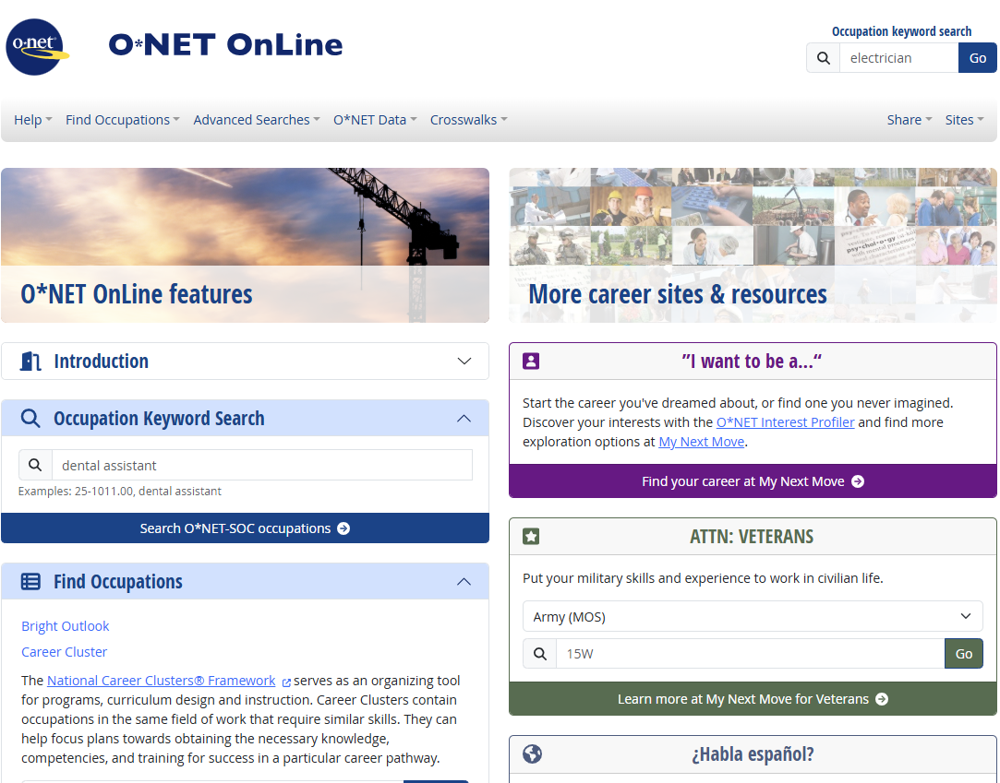 o·net
O*NET OnLine
Occupation keyword search
electrician
Go
Help
Find Occupations
Advanced Searches
O*NET Data
Crosswalks
Share
Sites
O*NET OnLine features
Introduction
Occupation Keyword Search
dental assistant
Examples: 25-1011.00, dental assistant
Search O*NET-SOC occupations
Find Occupations
Bright Outlook
Career Cluster
The National Career Clusters® Framework serves as an organizing tool
for programs, curriculum design and instruction. Career Clusters contain
occupations in the same field of work that require similar skills. They can
help focus plans towards obtaining the necessary knowledge,
competencies, and training for success in a particular career pathway.
psy·chol·o·gy
More career sites & resources
”I want to be a...“
Start the career you've dreamed about, or find one you never imagined.
Discover your interests with the O*NET Interest Profiler and find more
exploration options at My Next Move.
Find your career at My Next Move
ATTN: VETERANS
Put your military skills and experience to work in civilian life.
Army (MOS)
15W
Go
Learn more at My Next Move for Veterans
¿Habla español?